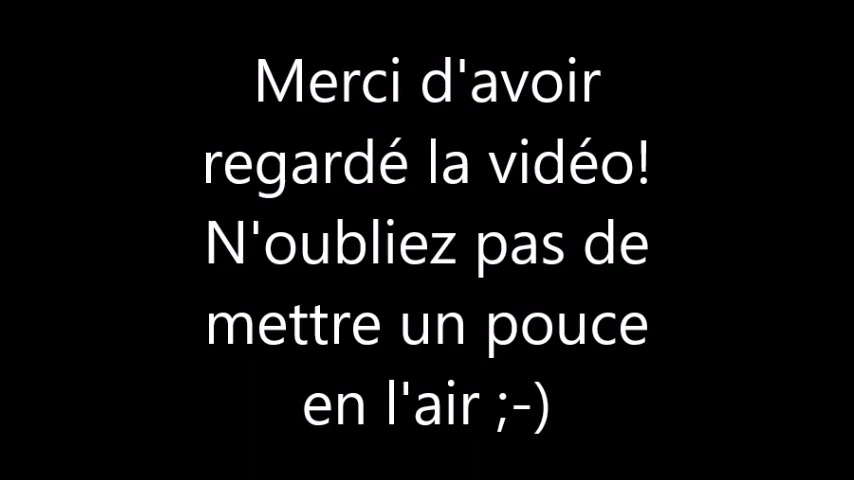 Merci d'avoir
regardé la vidéo!
N'oubliez pas de
mettre un pouce
en l'air ;-)